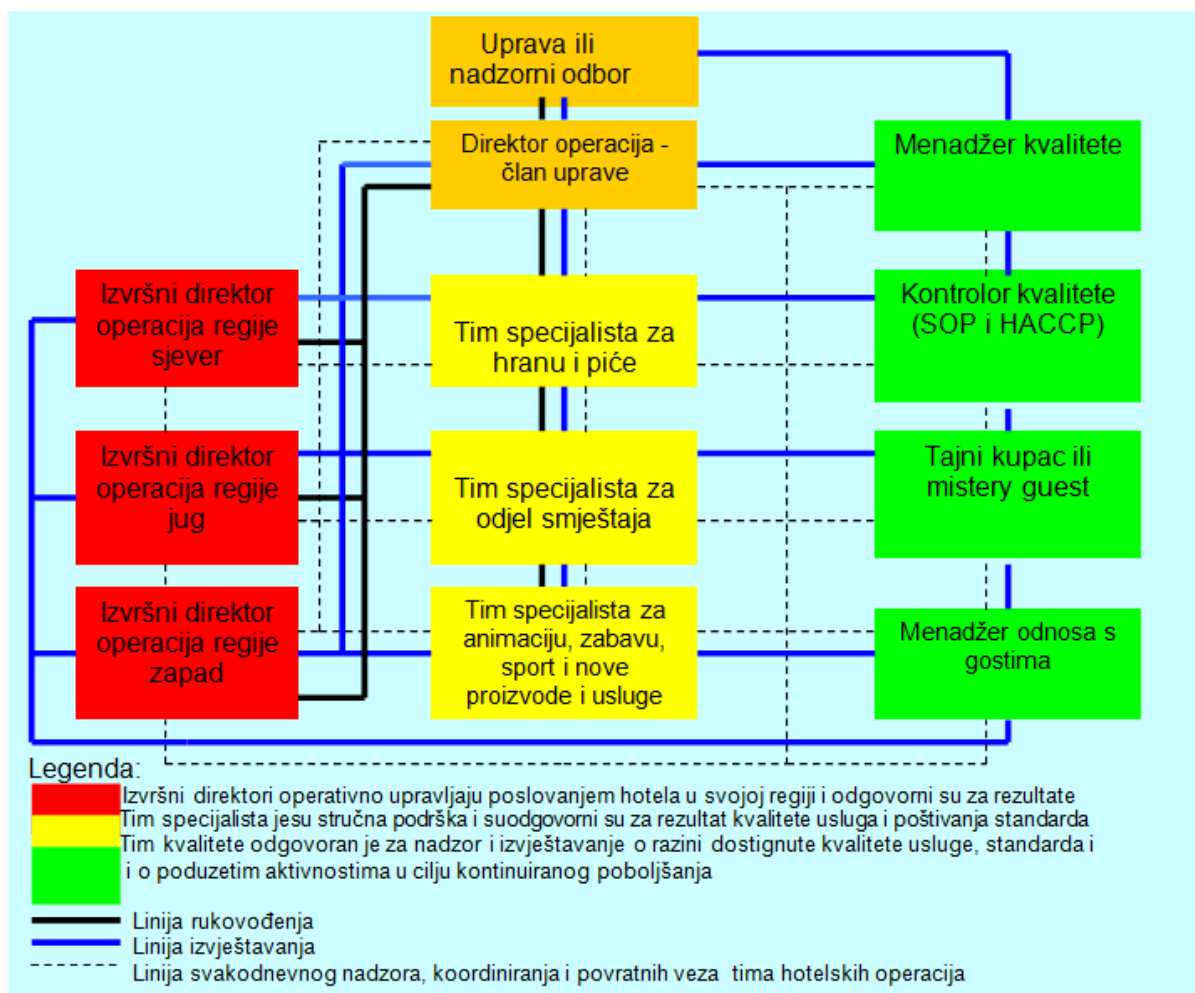 Uprava ili
nadzorni odbor
Direktor operacija -
član uprave
Menadžer kvalitete
Izvršni direktor
operacija regije
sjever
Tim specijalista za
hranu i piće
Kontrolor kvalitete
(SOP i HACCP)
Izvršni direktor
operacija regije
jug
Tim specijalista za
odjel smještaja
Tajni kupac ili
mistery guest
Izvršni direktor
operacija regije
zapad
Tim specijalista za
animaciju, zabavu,
sport i nove
proizvode i usluge
Menadžer odnosa s
gostima
Legenda:
Izvršni direktori operativno upravljaju poslovanjem hotela u svojoj regiji i odgovorni su za rezultate
Tim specijalista jesu stručna podrška i suodgovorni su za rezultat kvalitete usluga i poštivanja standarda
Tim kvalitete odgovoran je za nadzor i izvještavanje o razini dostignute kvalitete usluge, standarda i
i o poduzetim aktivnostima u cilju kontinuiranog poboljšanja
Linija rukovođenja
Linija izvještavanja
Linija svakodnevnog nadzora, koordiniranja i povratnih veza tima hotelskih operacija